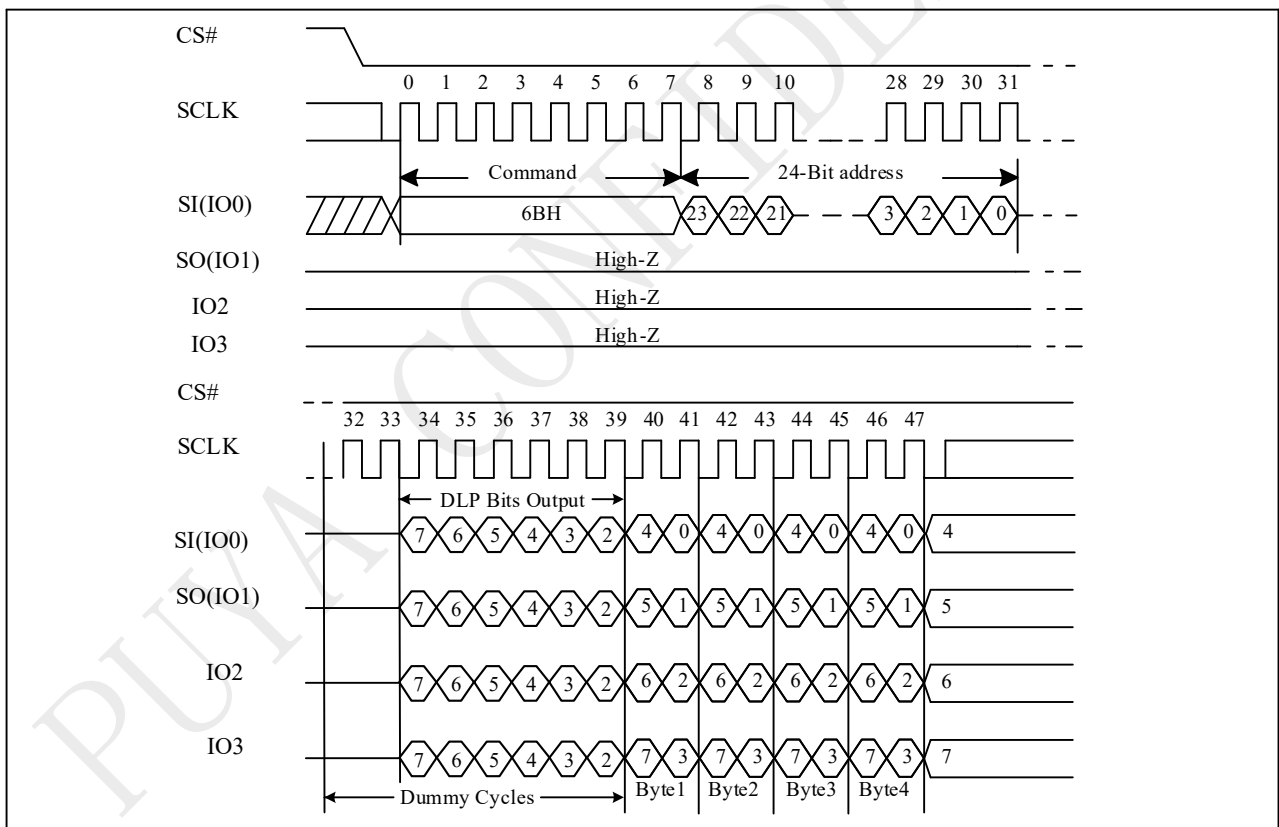 CS#
0 1 2 3 4 5 6 7 8 9 10 28 29 30 31
SCLK
Command 24-Bit address
SI(IO0) 6BH 23 22 21 3 2 1 0
SO(IO1) High-Z
IO2 High-Z
IO3 High-Z
CS#
32 33 34 35 36 37 38 39 40 41 42 43 44 45 46 47
SCLK
DLP Bits Output
SI(IO0) 7 6 5 4 3 2 4 0 4 0 4 0 4 0 4
SO(IO1) 7 6 5 4 3 2 5 1 5 1 5 1 5 1 5
IO2 7 6 5 4 3 2 6 2 6 2 6 2 6 2 6
IO3 7 6 5 4 3 2 7 3 7 3 7 3 7 3 7
Dummy Cycles Byte1 Byte2 Byte3 Byte4
PUYA CONFIDE